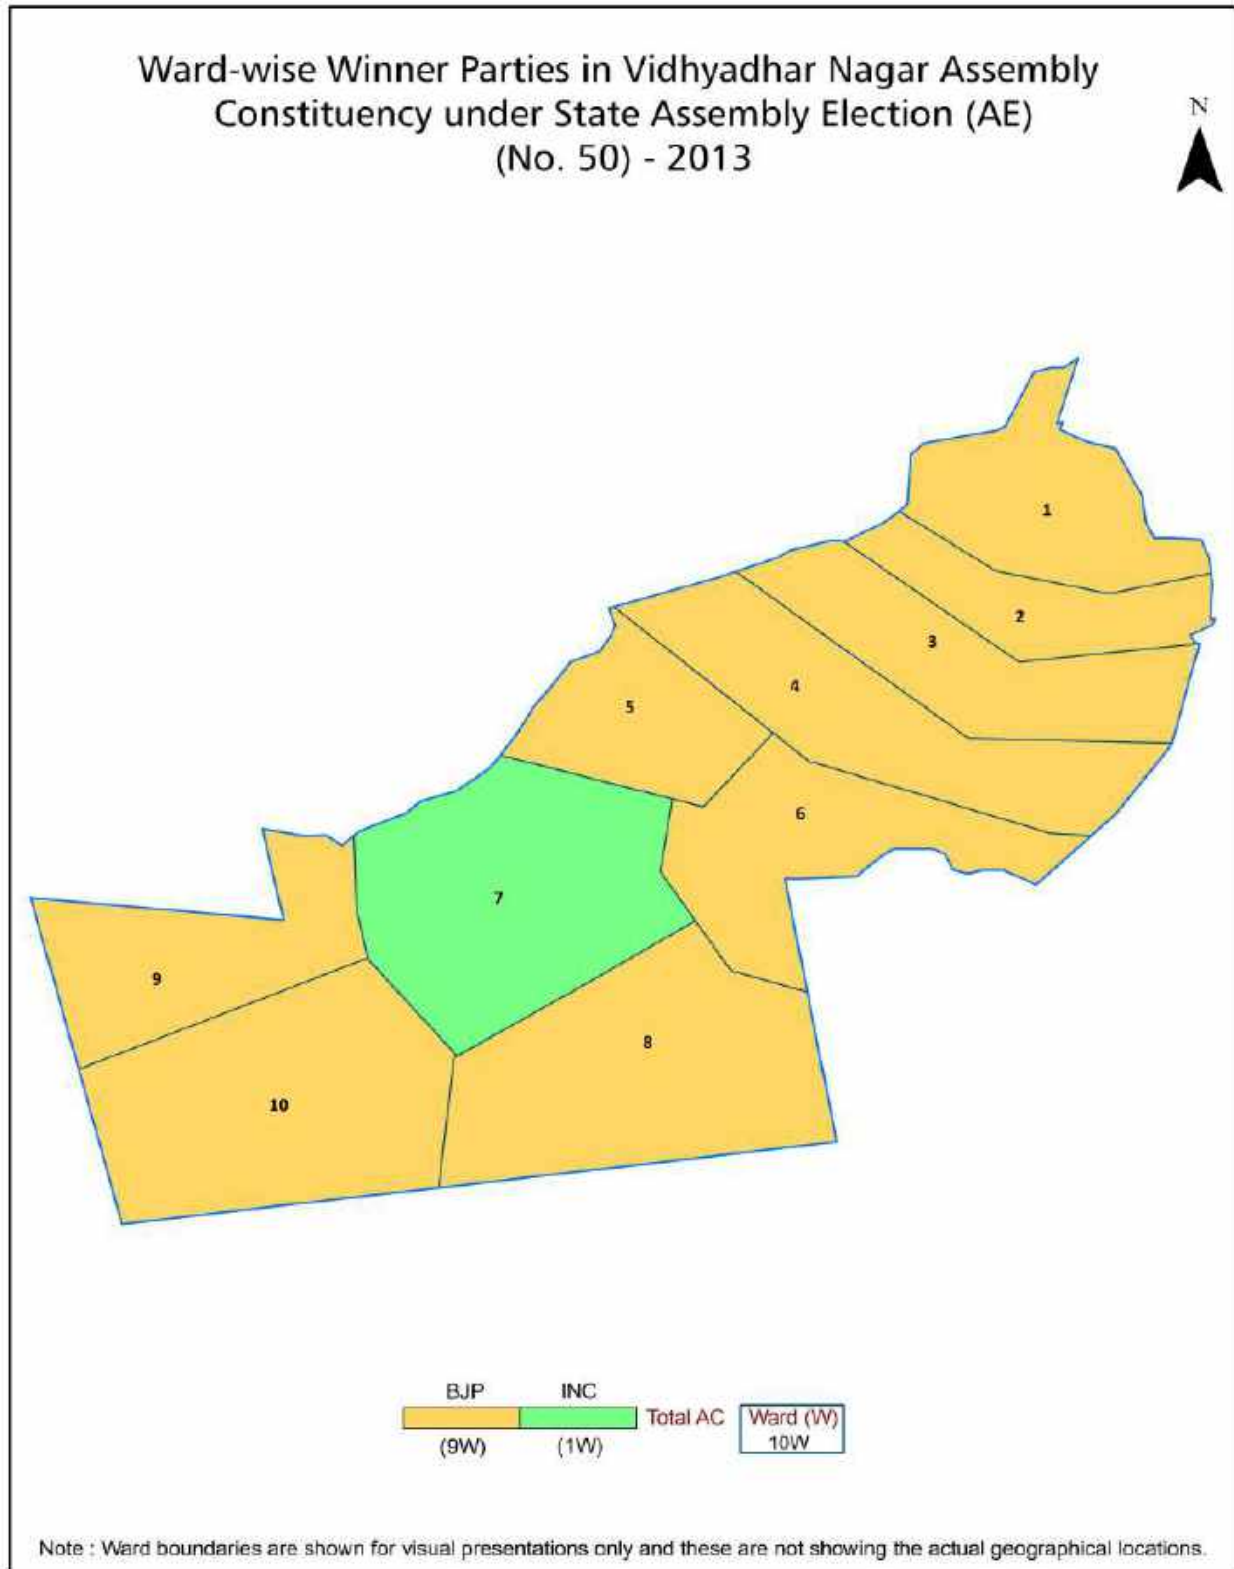 Ward-wise Winner Parties in Vidhyadhar Nagar Assembly
Constituency under State Assembly Election (AE)
(No. 50) - 2013
N
1
2
3
4
5
6
7
8
9
10
BJP INC
Total AC Ward (W)
(9W) (1W) 10W
Note : Ward boundaries are shown for visual presentations only and these are not showing the actual geographical locations.